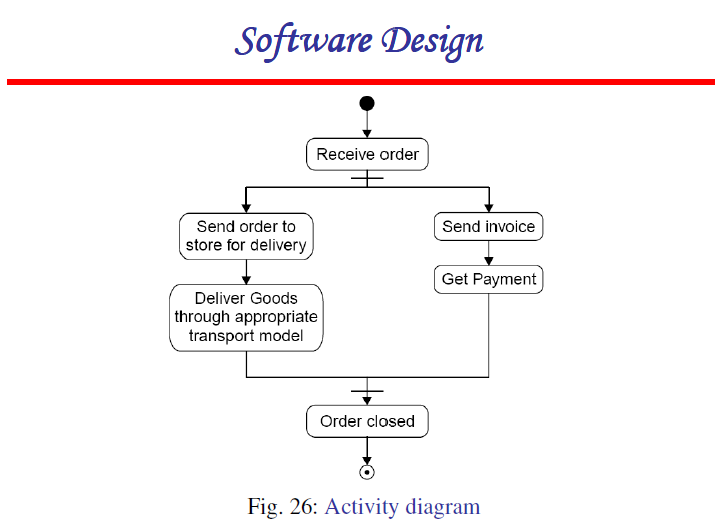 Software Design
Receive order
Send order to
store for delivery
Send invoice
Get Payment
Deliver Goods
through appropriate
transport model
Order closed
Fig. 26: Activity diagram